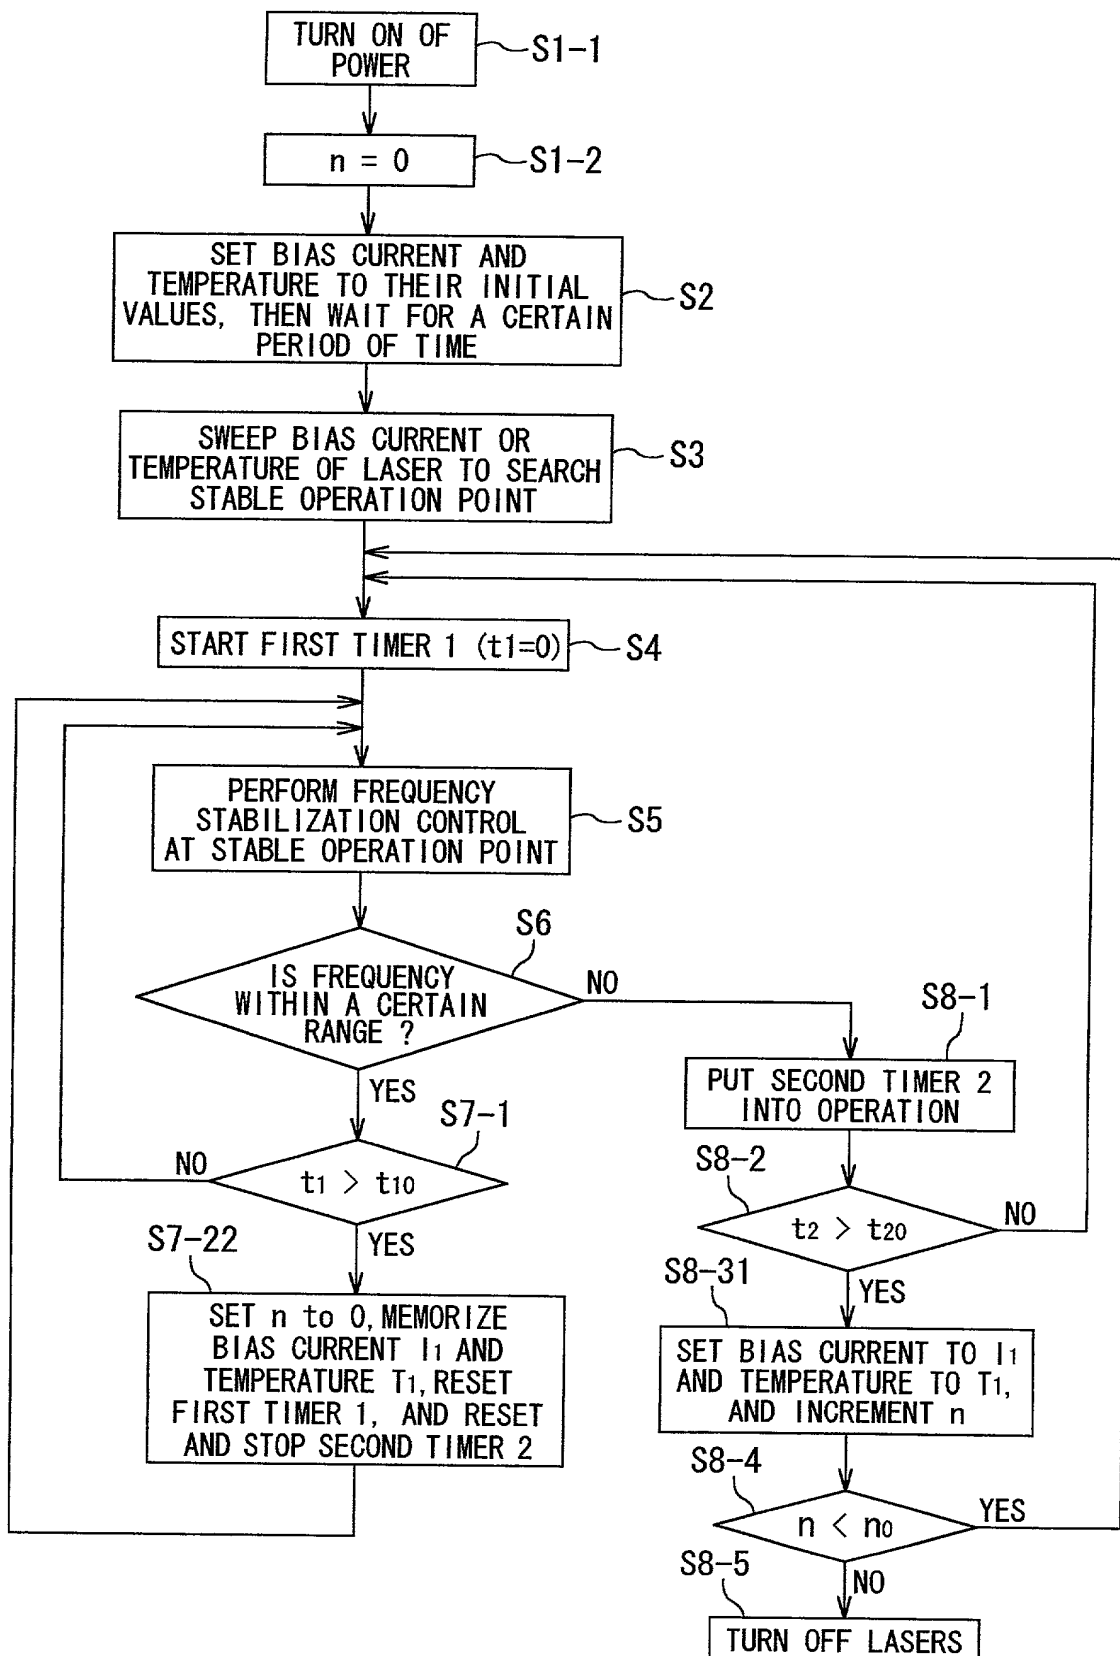 TURN ON OF
POWER
S1-1
n = 0
S1-2
SET BIAS CURRENT AND
TEMPERATURE TO THEIR INITIAL
VALUES, THEN WAIT FOR A CERTAIN
PERIOD OF TIME
S2
SWEEP BIAS CURRENT OR
TEMPERATURE OF LASER TO SEARCH
STABLE OPERATION POINT
S3
START FIRST TIMER 1 (t1=0)
S4
PERFORM FREQUENCY
STABILIZATION CONTROL
AT STABLE OPERATION POINT
S5
S6
IS FREQUENCY
WITHIN A CERTAIN
RANGE ?
NO
YES
S7-1
t1 > t10
NO
YES
S7-22
SET n to 0, MEMORIZE
BIAS CURRENT I1 AND
TEMPERATURE T1, RESET
FIRST TIMER 1, AND RESET
AND STOP SECOND TIMER 2
S8-1
PUT SECOND TIMER 2
INTO OPERATION
S8-2
t2 > t20
NO
YES
S8-31
SET BIAS CURRENT TO I1
AND TEMPERATURE TO T1,
AND INCREMENT n
S8-4
n < n0
YES
NO
S8-5
TURN OFF LASERS